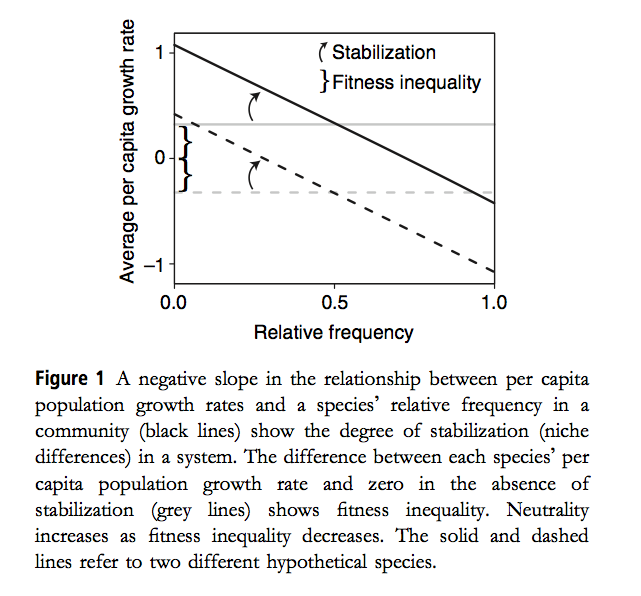 Average per capita growth rate
1
0
−1
Stabilization
}Fitness inequality
0.0 0.5 1.0
Relative frequency
Figure 1 A negative slope in the relationship between per capita
population growth rates and a species’ relative frequency in a
community (black lines) show the degree of stabilization (niche
differences) in a system. The difference between each species’ per
capita population growth rate and zero in the absence of
stabilization (grey lines) shows fitness inequality. Neutrality
increases as fitness inequality decreases. The solid and dashed
lines refer to two different hypothetical species.